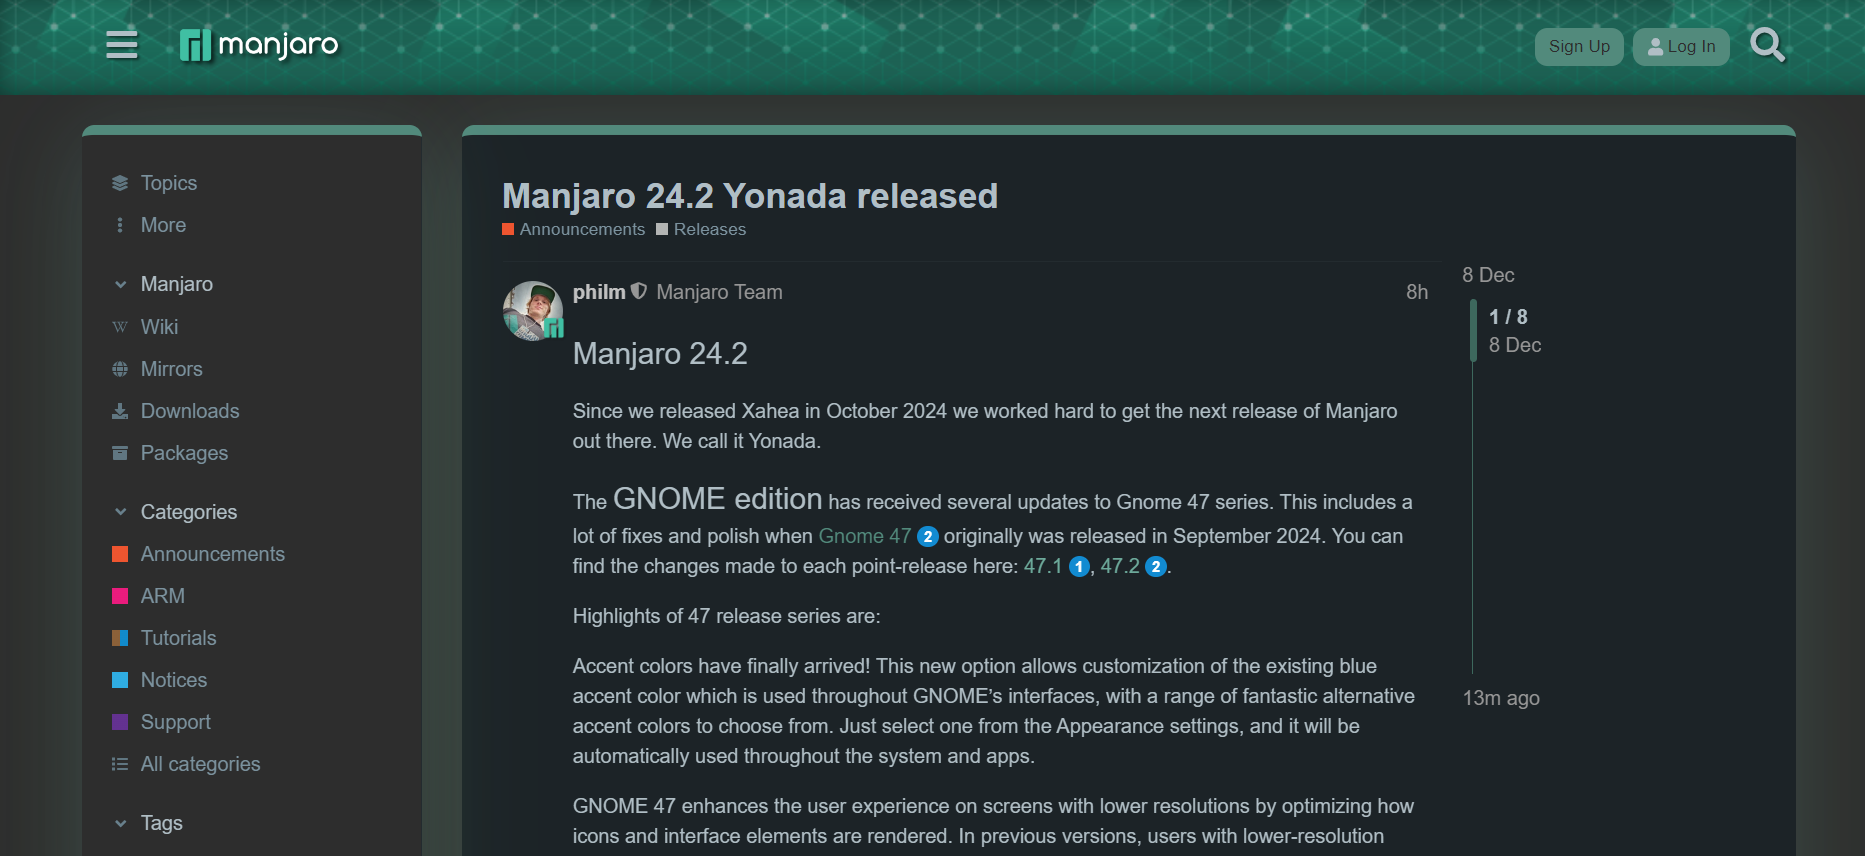 manjaro
Sign Up
Log In
Topics
More
Manjaro
Wiki
Mirrors
Downloads
Packages
Categories
Announcements
ARM
Tutorials
Notices
Support
All categories
Tags
Manjaro 24.2 Yonada released
Announcements Releases
philm Manjaro Team 8h
Manjaro 24.2
Since we released Xahea in October 2024 we worked hard to get the next release of Manjaro
out there. We call it Yonada.
The GNOME edition has received several updates to Gnome 47 series. This includes a
lot of fixes and polish when Gnome 47 2 originally was released in September 2024. You can
find the changes made to each point-release here: 47.1 1, 47.2 2.
Highlights of 47 release series are:
Accent colors have finally arrived! This new option allows customization of the existing blue
accent color which is used throughout GNOME’s interfaces, with a range of fantastic alternative
accent colors to choose from. Just select one from the Appearance settings, and it will be
automatically used throughout the system and apps.
GNOME 47 enhances the user experience on screens with lower resolutions by optimizing how
icons and interface elements are rendered. In previous versions, users with lower-resolution
8 Dec
1 / 8
8 Dec
13m ago